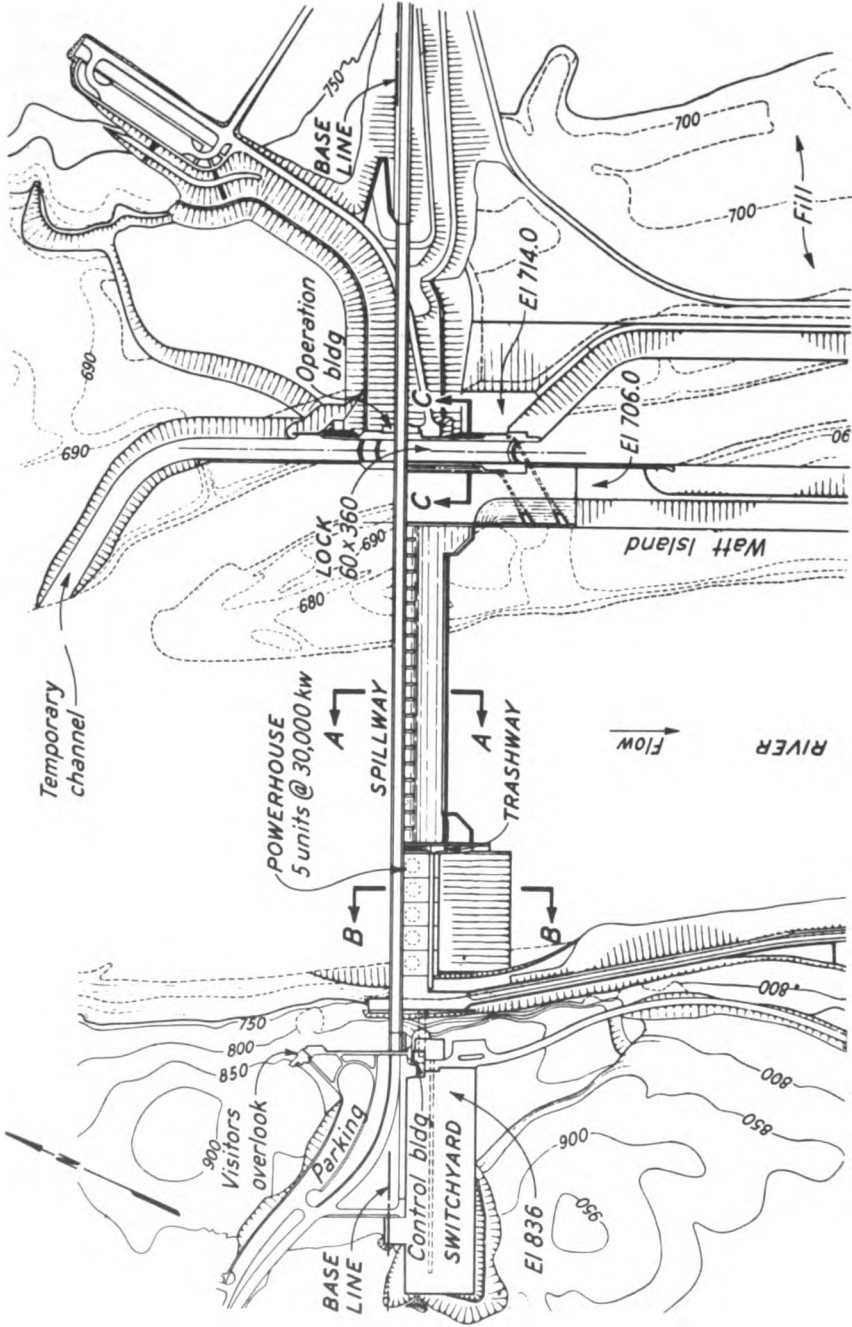 Temporary
channel
690
690
750
BASE
LINE
Operation
bldg
LOCK
60 x 360
690
680
C
C
El 714.0
El 706.0
700
700
Fill
90
Watt Island
POWERHOUSE
5 units @ 30,000 kw
SPILLWAY
A
A
B
B
TRASHWAY
Flow
RIVER
N
750
800
850
900
Visitors
overlook
Parking
BASE
LINE
Control bldg
SWITCHYARD
El 836
800
800
850
900
950